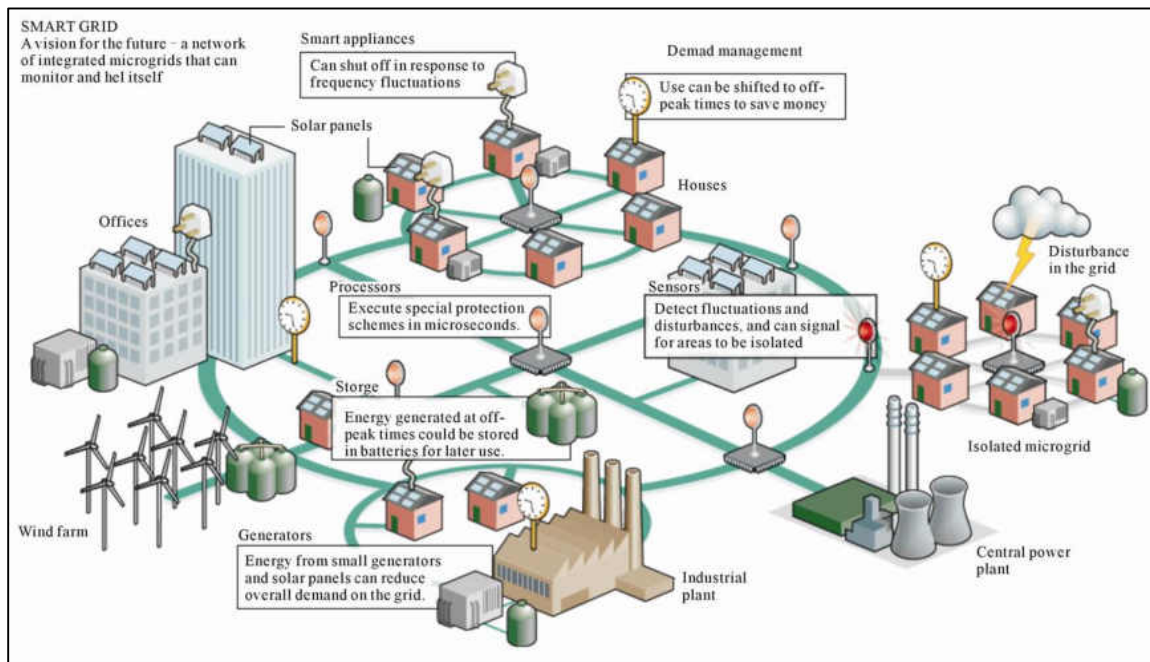 SMART GRID
A vision for the future – a network
of integrated microgrids that can
monitor and hel itself
Smart appliances
Can shut off in response to
frequency fluctuations
Demad management
Use can be shifted to off-
peak times to save money
Solar panels
Offices
Houses
Disturbance
in the grid
Processors
Execute special protection
schemes in microseconds.
Sensors
Detect fluctuations and
disturbances, and can signal
for areas to be isolated
Storge
Energy generated at off-
peak times could be stored
in batteries for later use.
Isolated microgrid
Wind farm
Generators
Energy from small generators
and solar panels can reduce
overall demand on the grid.
Industrial
plant
Central power
plant